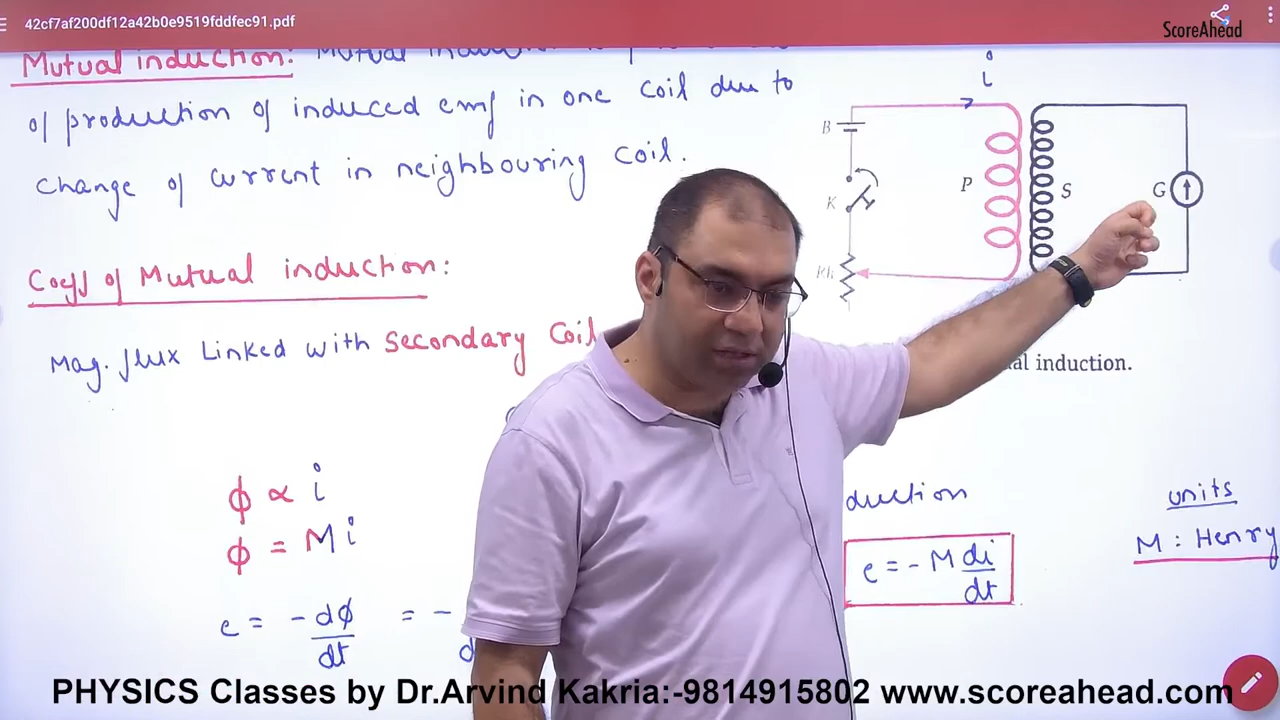 42cf7af200df12a42b0e9519fddfec91.pdf
ScoreAhead
Mutual induction: Mutual
of production of induced emf in one coil due to
change of current in neighbouring coil.
Coeff of Mutual induction:
Mag. flux Linked with Secondary Coil
ϕ ∝ i
ϕ = Mi
e = -dϕ/dt = -
d
i
B
K
Rh
P
S
G
al induction.
duction
e = -M di/dt
units
M : Henry
PHYSICS Classes by Dr.Arvind Kakria:-9814915802 www.scoreahead.com